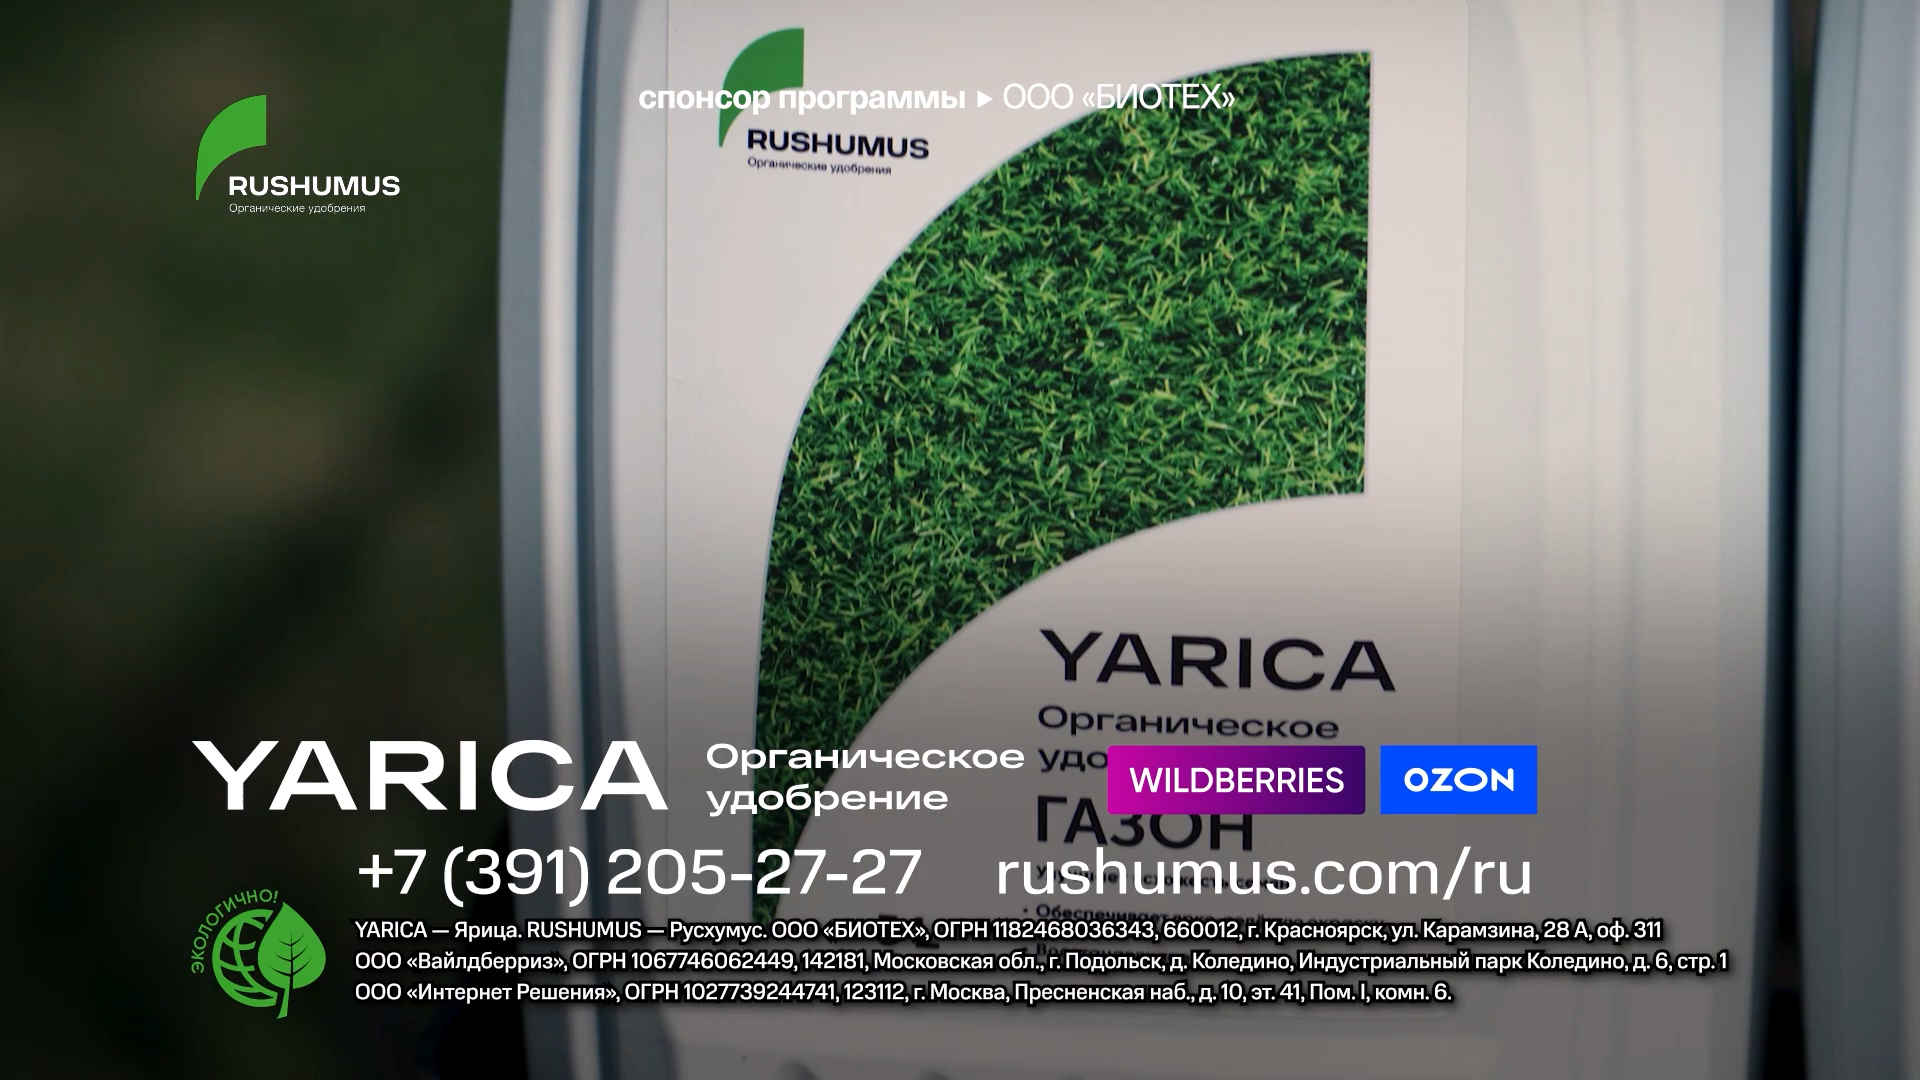 спонсор программы ▸ ООО «БИОТЕХ»
RUSHUMUS
Органические удобрения
RUSHUMUS
Органические удобрения
YARICA
Органическое
удо
ГАЗОН
YARICA
Органическое
удобрение
WILDBERRIES
OZON
+7 (391) 205-27-27 rushumus.com/ru
ЭКОЛОГИЧНО!
• Обеспечивает
YARICA — Ярица. RUSHUMUS — Русхумус. ООО «БИОТЕХ», ОГРН 1182468036343, 660012, г. Красноярск, ул. Карамзина, 28 А, оф. 311
ООО «Вайлдберриз», ОГРН 1067746062449, 142181, Московская обл., г. Подольск, д. Коледино, Индустриальный парк Коледино, д. 6, стр. 1
ООО «Интернет Решения», ОГРН 1027739244741, 123112, г. Москва, Пресненская наб., д. 10, эт. 41, Пом. I, комн. 6.